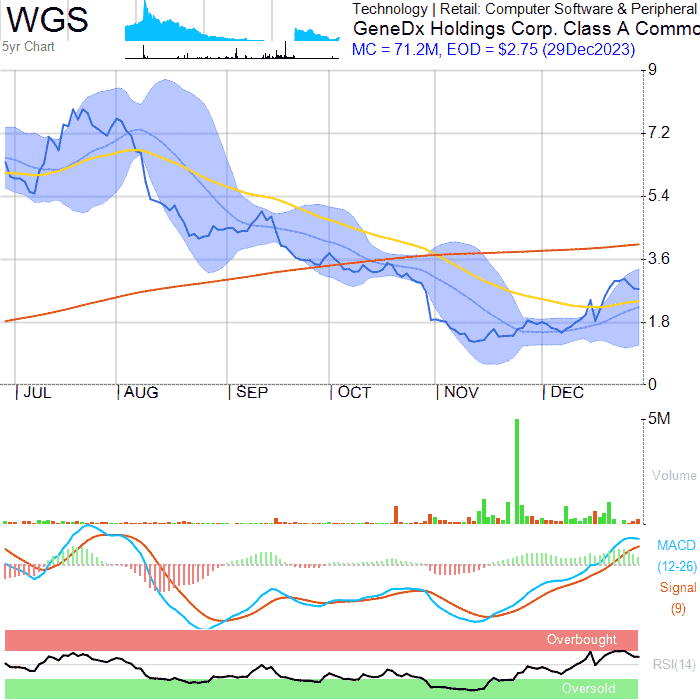 WGS
5yr Chart
Technology | Retail: Computer Software & Peripheral
GeneDx Holdings Corp. Class A Commo
MC = 71.2M, EOD = $2.75 (29Dec2023)
9
7.2
5.4
3.6
1.8
0
JUL AUG SEP OCT NOV DEC
5M
Volume
MACD
(12-26)
Signal
(9)
Overbought
RSI(14)
Oversold